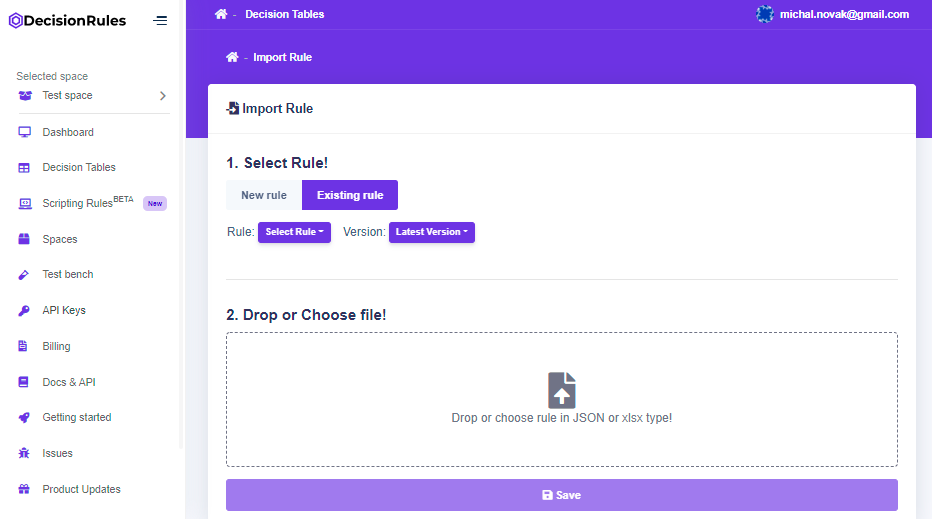 DecisionRules
Selected space
Test space
Dashboard
Decision Tables
Scripting RulesBETA New
Spaces
Test bench
API Keys
Billing
Docs & API
Getting started
Issues
Product Updates
- Decision Tables
michal.novak@gmail.com
- Import Rule
Import Rule
1. Select Rule!
New rule Existing rule
Rule: Select Rule Version: Latest Version
2. Drop or Choose file!
Drop or choose rule in JSON or xlsx type!
Save